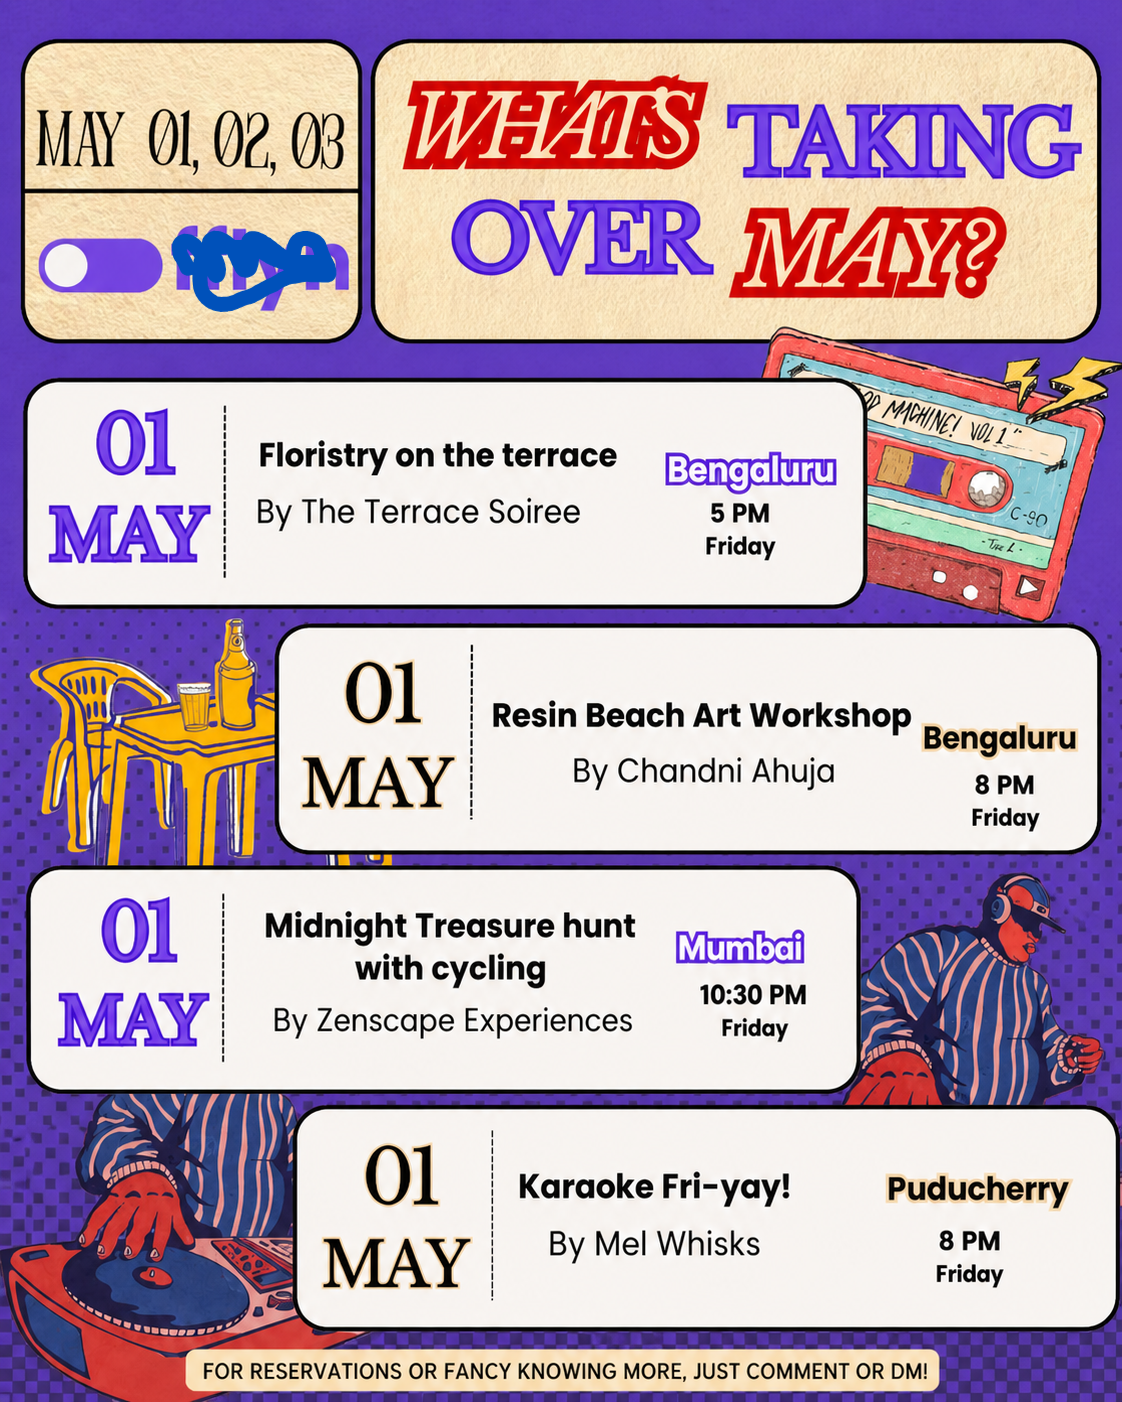 MAY 01, 02, 03
WHAT'S TAKING
OVER MAY?
MACHINE! VOL 1"
C-90
01
MAY
Floristry on the terrace
By The Terrace Soiree
Bengaluru
5 PM
Friday
01
MAY
Resin Beach Art Workshop
By Chandni Ahuja
Bengaluru
8 PM
Friday
01
MAY
Midnight Treasure hunt
with cycling
By Zenscape Experiences
Mumbai
10:30 PM
Friday
01
MAY
Karaoke Fri-yay!
By Mel Whisks
Puducherry
8 PM
Friday
FOR RESERVATIONS OR FANCY KNOWING MORE, JUST COMMENT OR DM!